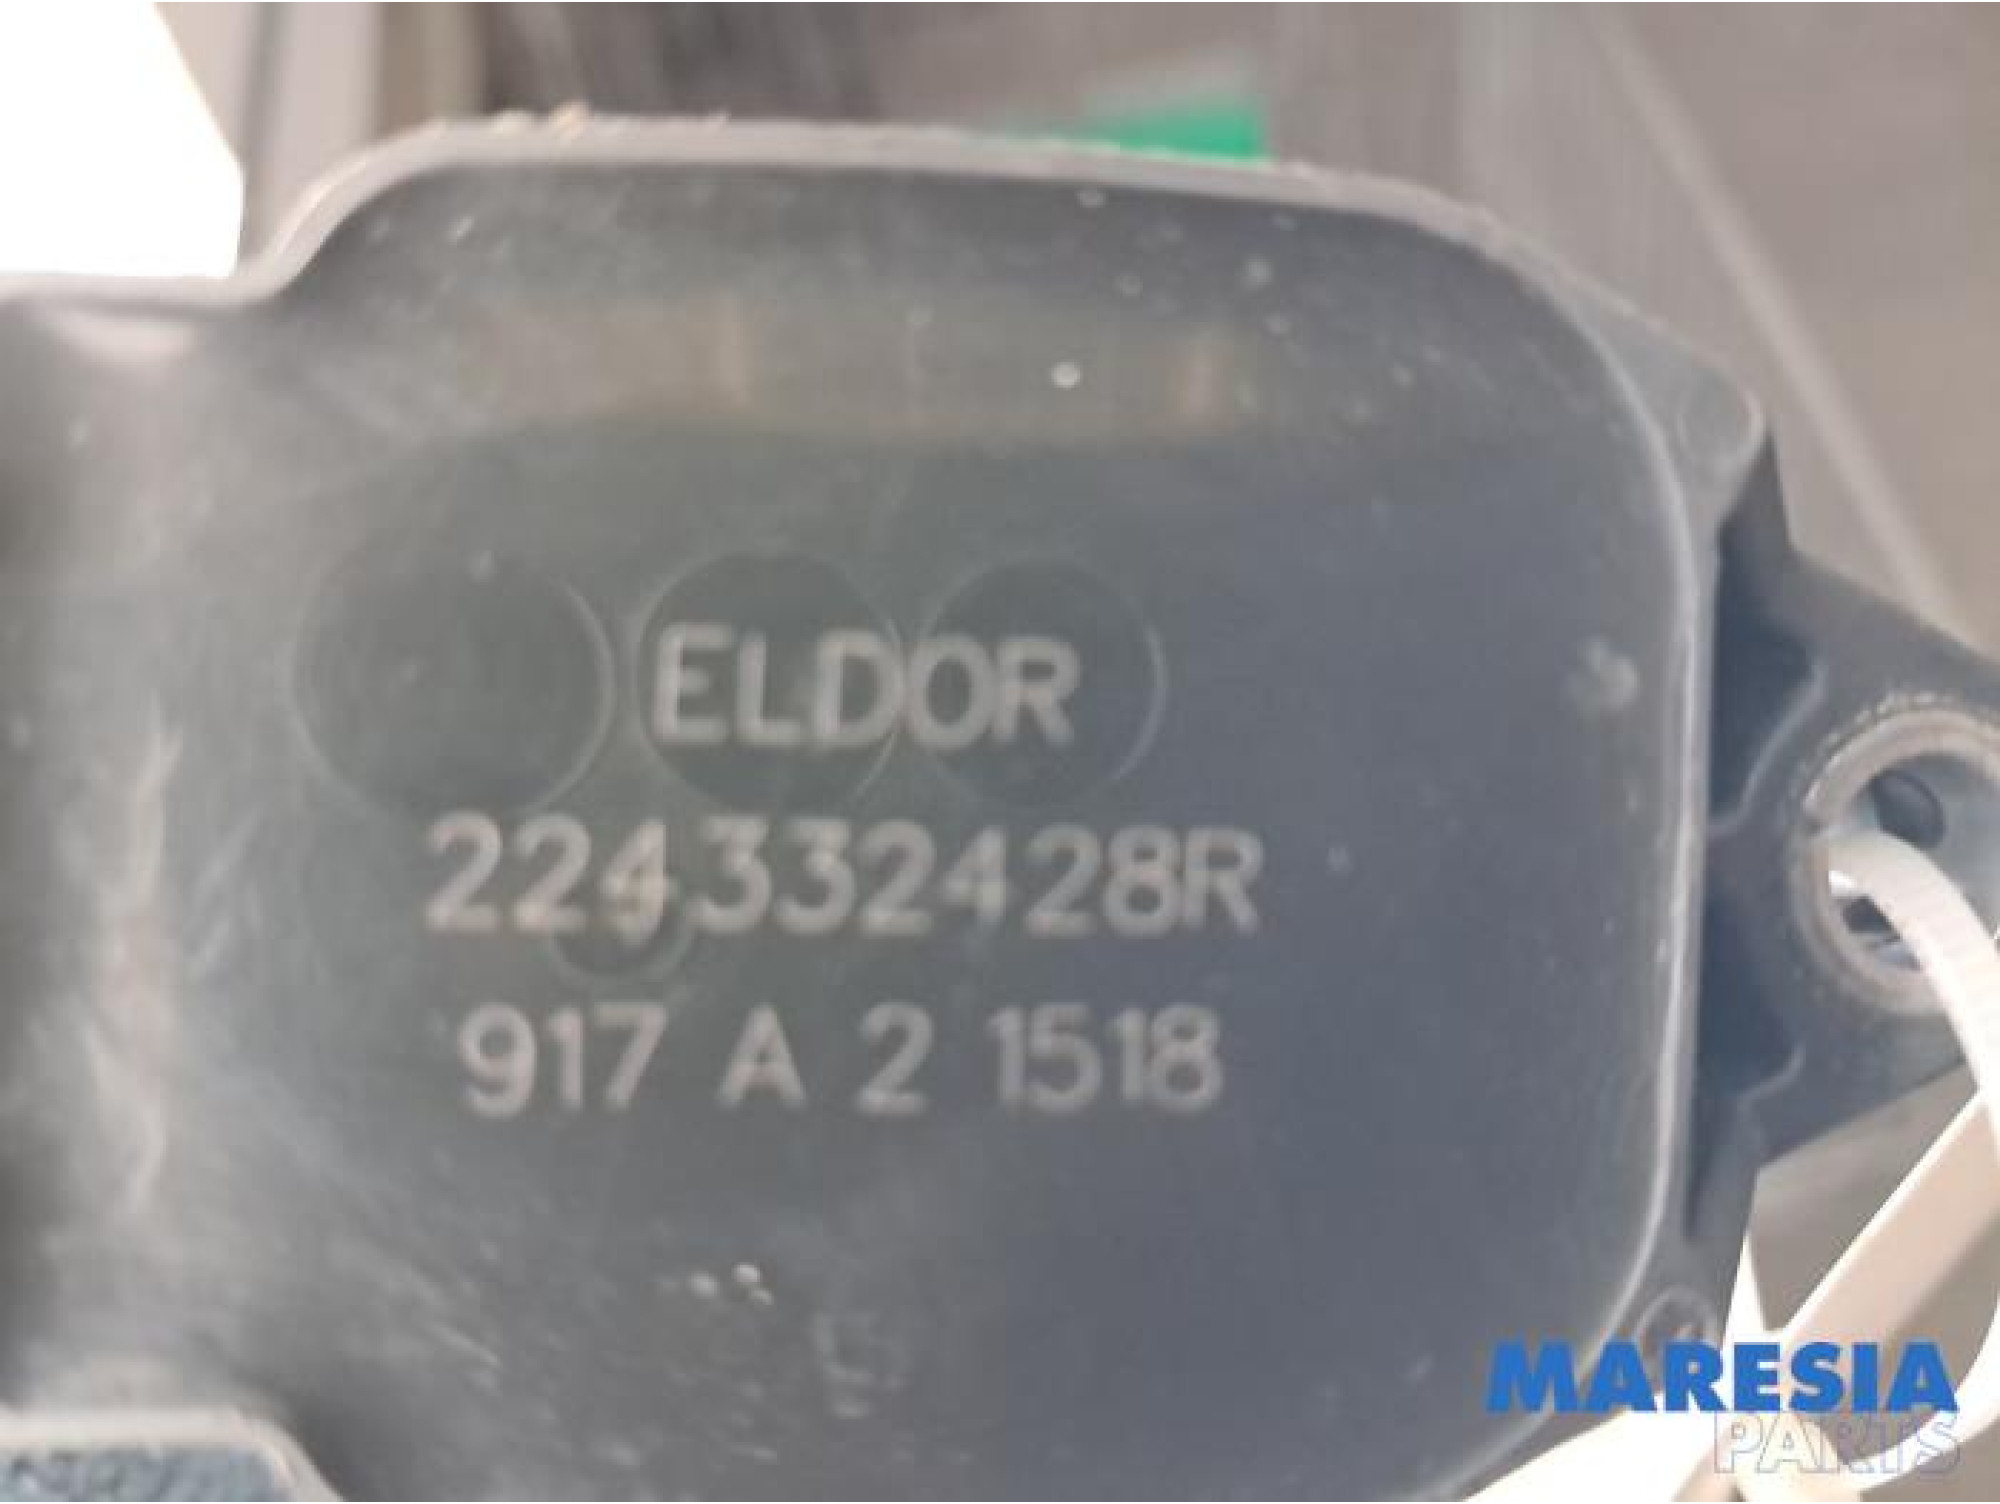 ELDOR
224332428R
917 A 2 1518
MARESIA
PARTS